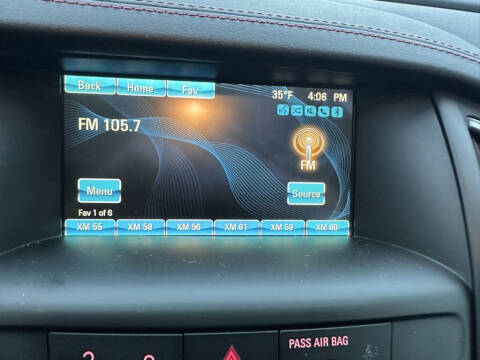 Back Home Fav
35°F 4:06 PM
FM 105.7
FM
Menu
Source
Fav 1 of 6
XM 55 XM 58 XM 56 XM 61 XM 59 XM 60
PASS AIR BAG